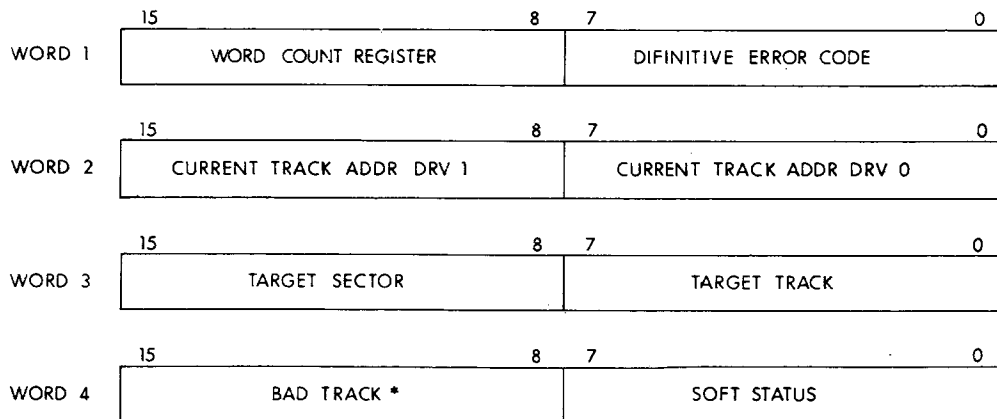 15 8 7 0
WORD 1 WORD COUNT REGISTER DIFINITIVE ERROR CODE
15 8 7 0
WORD 2 CURRENT TRACK ADDR DRV 1 CURRENT TRACK ADDR DRV 0
15 8 7 0
WORD 3 TARGET SECTOR TARGET TRACK
15 8 7 0
WORD 4 BAD TRACK * SOFT STATUS